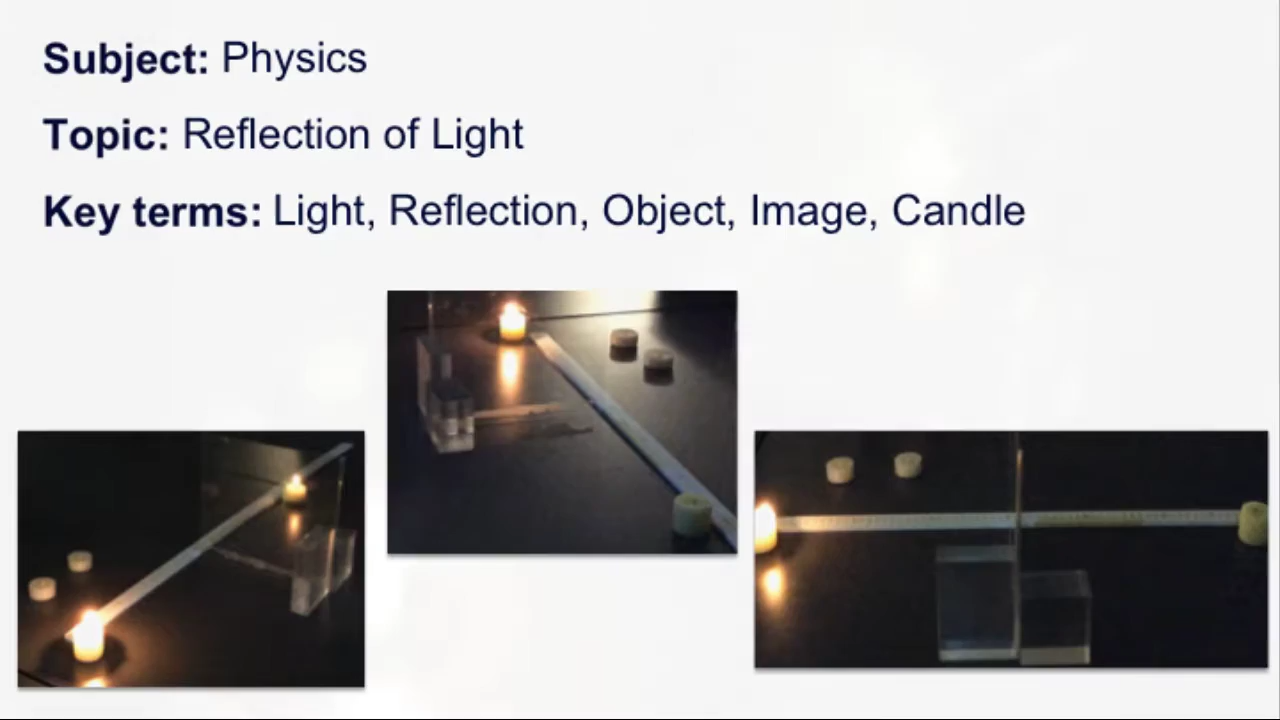 Subject: Physics
Topic: Reflection of Light
Key terms: Light, Reflection, Object, Image, Candle